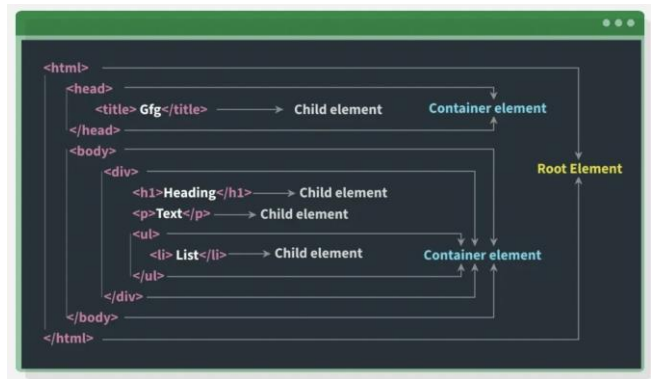 <html>
<head>
<title> Gfg</title> Child element Container element
</head>
<body>
<div> Root Element
<h1>Heading</h1> Child element
<p>Text</p> Child element
<ul>
<li> List</li> Child element Container element
</ul>
</div>
</body>
</html>